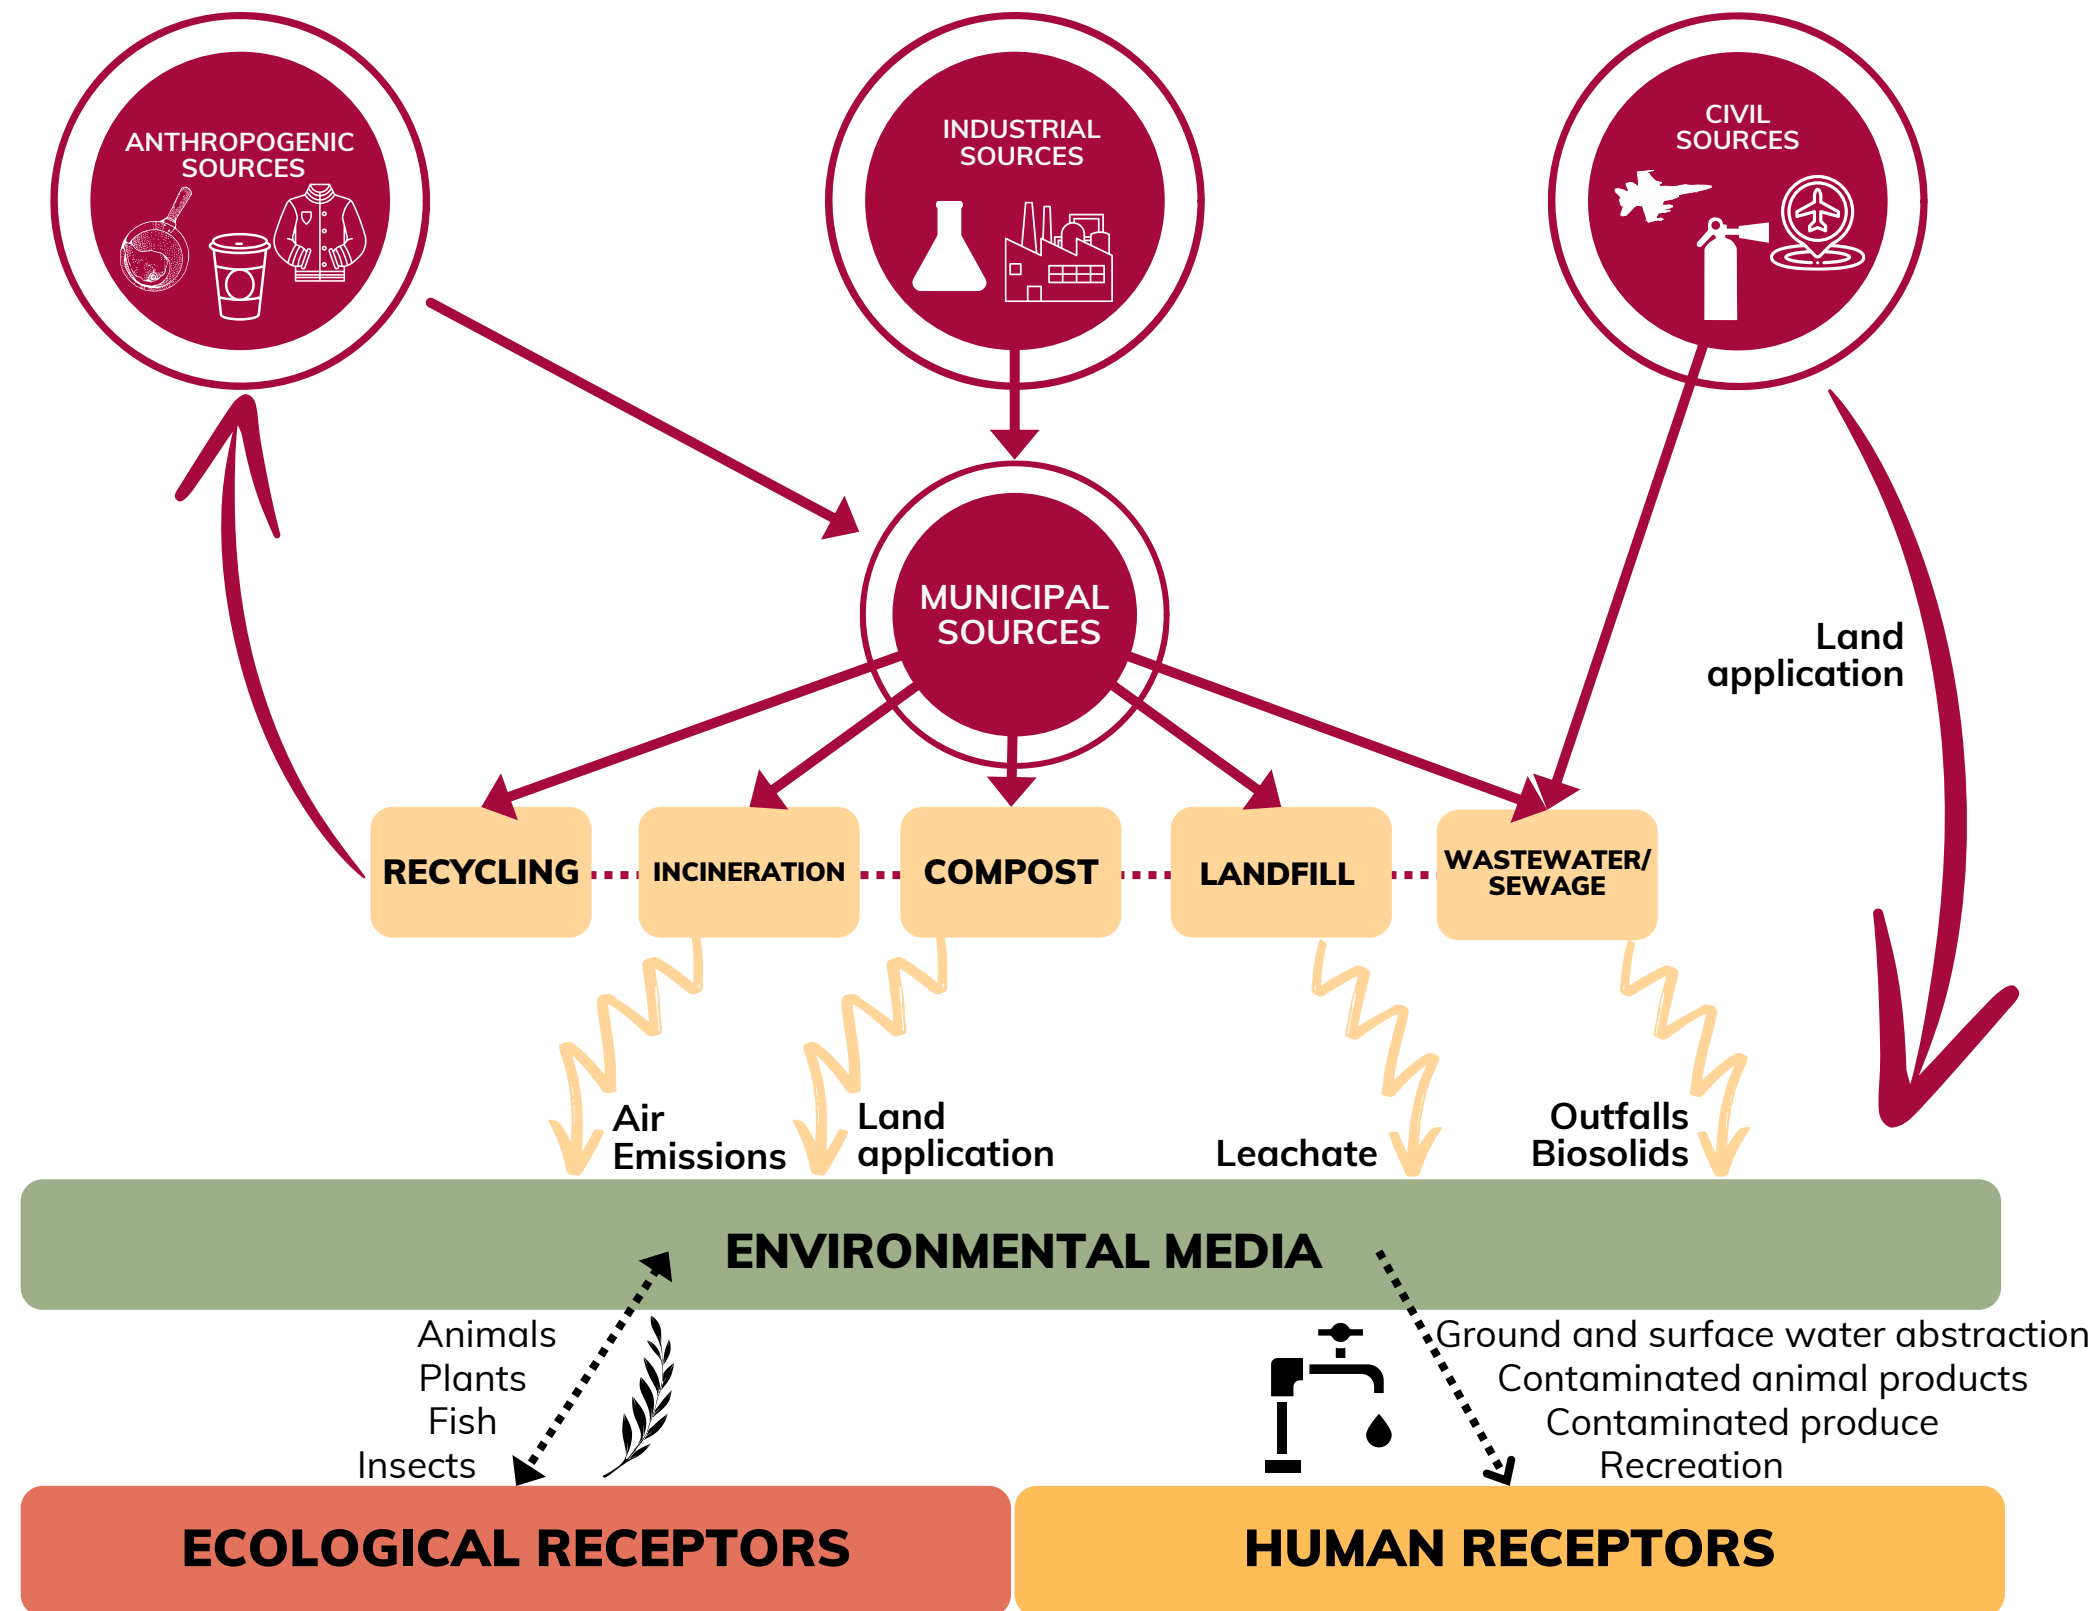 ANTHROPOGENIC
SOURCES
INDUSTRIAL
SOURCES
CIVIL
SOURCES
MUNICIPAL
SOURCES
Land
application
RECYCLING
INCINERATION
COMPOST
LANDFILL
WASTEWATER/
SEWAGE
Air
Emissions
Land
application
Leachate
Outfalls
Biosolids
ENVIRONMENTAL MEDIA
Animals
Plants
Fish
Insects
Ground and surface water abstraction
Contaminated animal products
Contaminated produce
Recreation
ECOLOGICAL RECEPTORS
HUMAN RECEPTORS